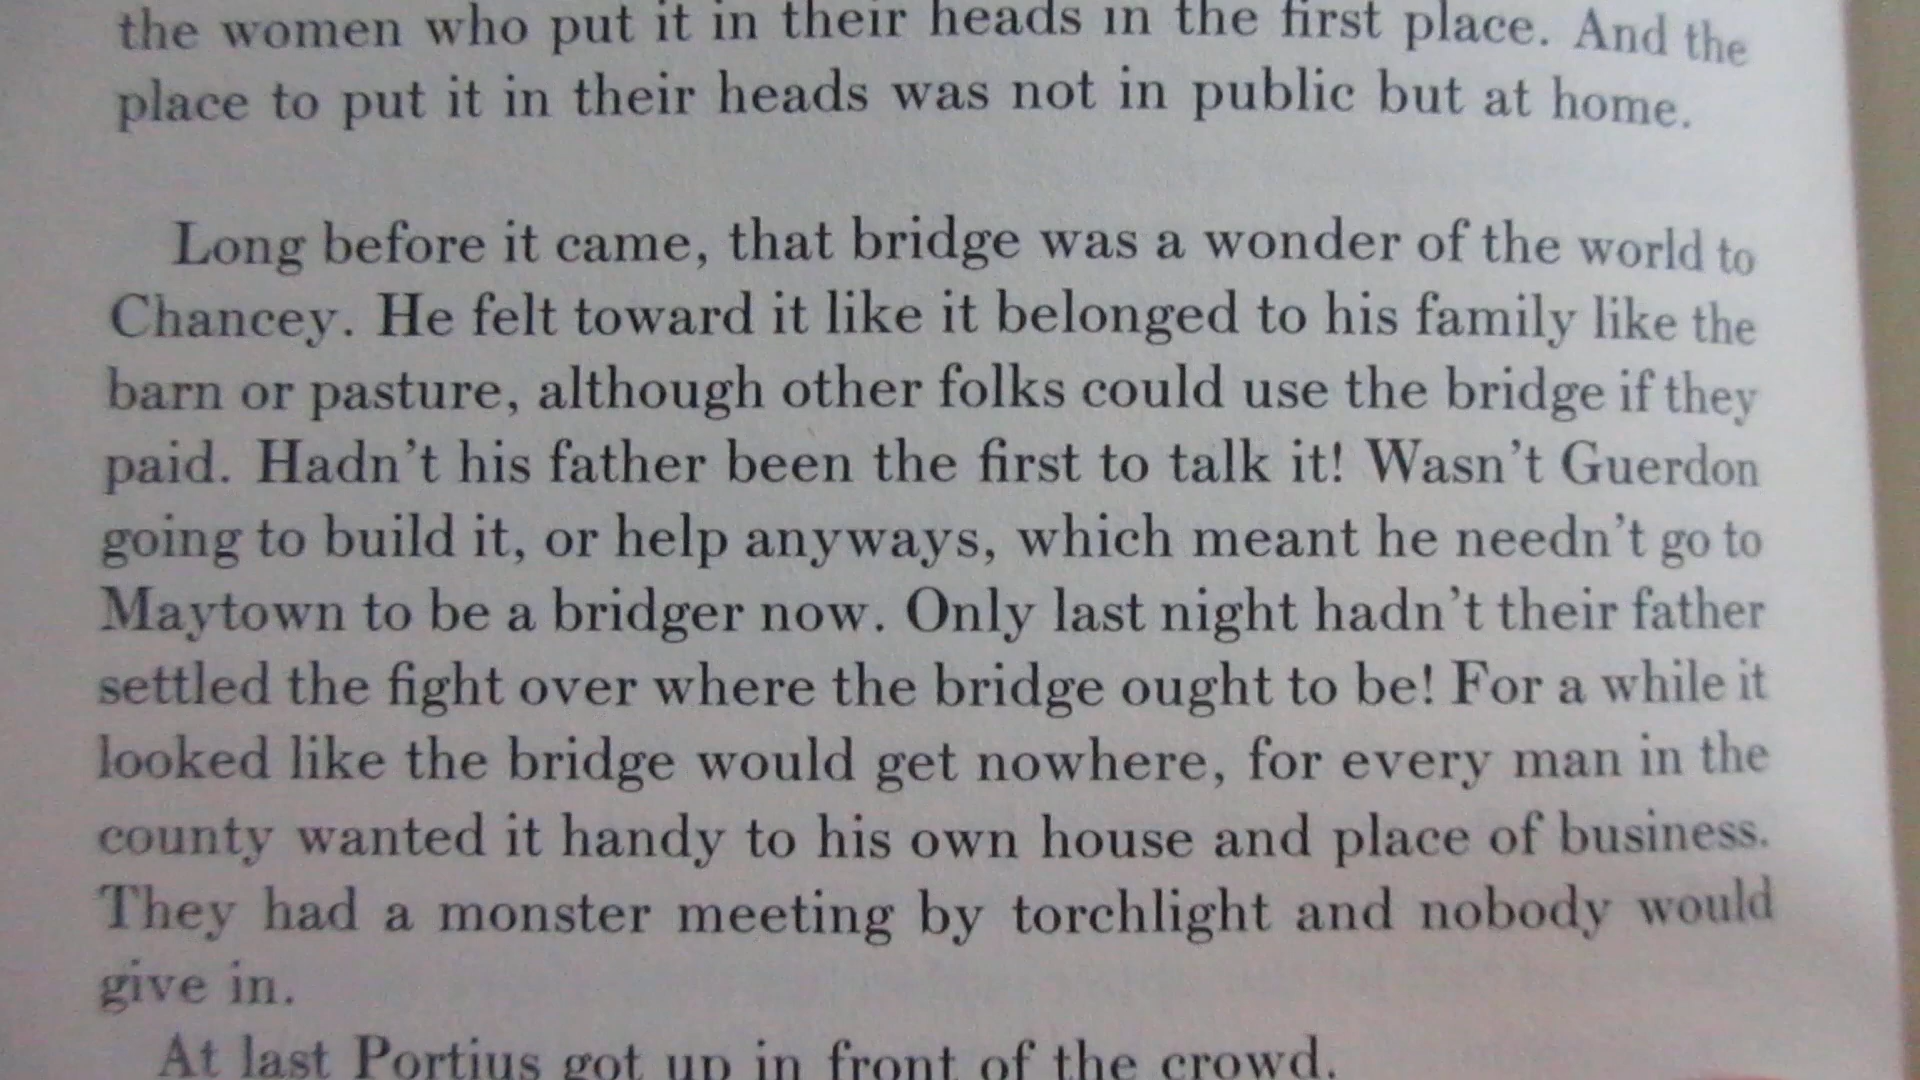 the women who put it in their heads in the first place. And the
place to put it in their heads was not in public but at home.
Long before it came, that bridge was a wonder of the world to
Chancey. He felt toward it like it belonged to his family like the
barn or pasture, although other folks could use the bridge if they
paid. Hadn't his father been the first to talk it! Wasn't Guerdon
going to build it, or help anyways, which meant he needn't go to
Maytown to be a bridger now. Only last night hadn't their father
settled the fight over where the bridge ought to be! For a while it
looked like the bridge would get nowhere, for every man in the
county wanted it handy to his own house and place of business.
They had a monster meeting by torchlight and nobody would
give in.
At last Portius got up in front of the crowd.